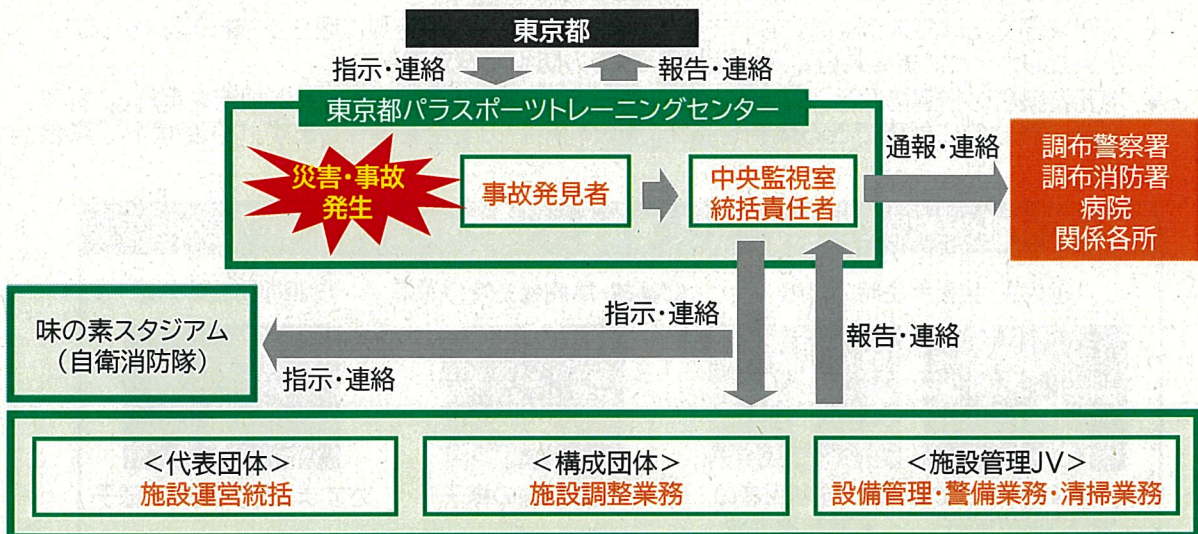 東京都
指示・連絡
報告・連絡
東京都パラスポーツトレーニングセンター
災害・事故
発生
事故発見者
中央監視室
統括責任者
通報・連絡
調布警察署
調布消防署
病院
関係各所
味の素スタジアム
（自衛消防隊）
指示・連絡
指示・連絡
報告・連絡
＜代表団体＞
施設運営統括
＜構成団体＞
施設調整業務
＜施設管理JV＞
設備管理・警備業務・清掃業務